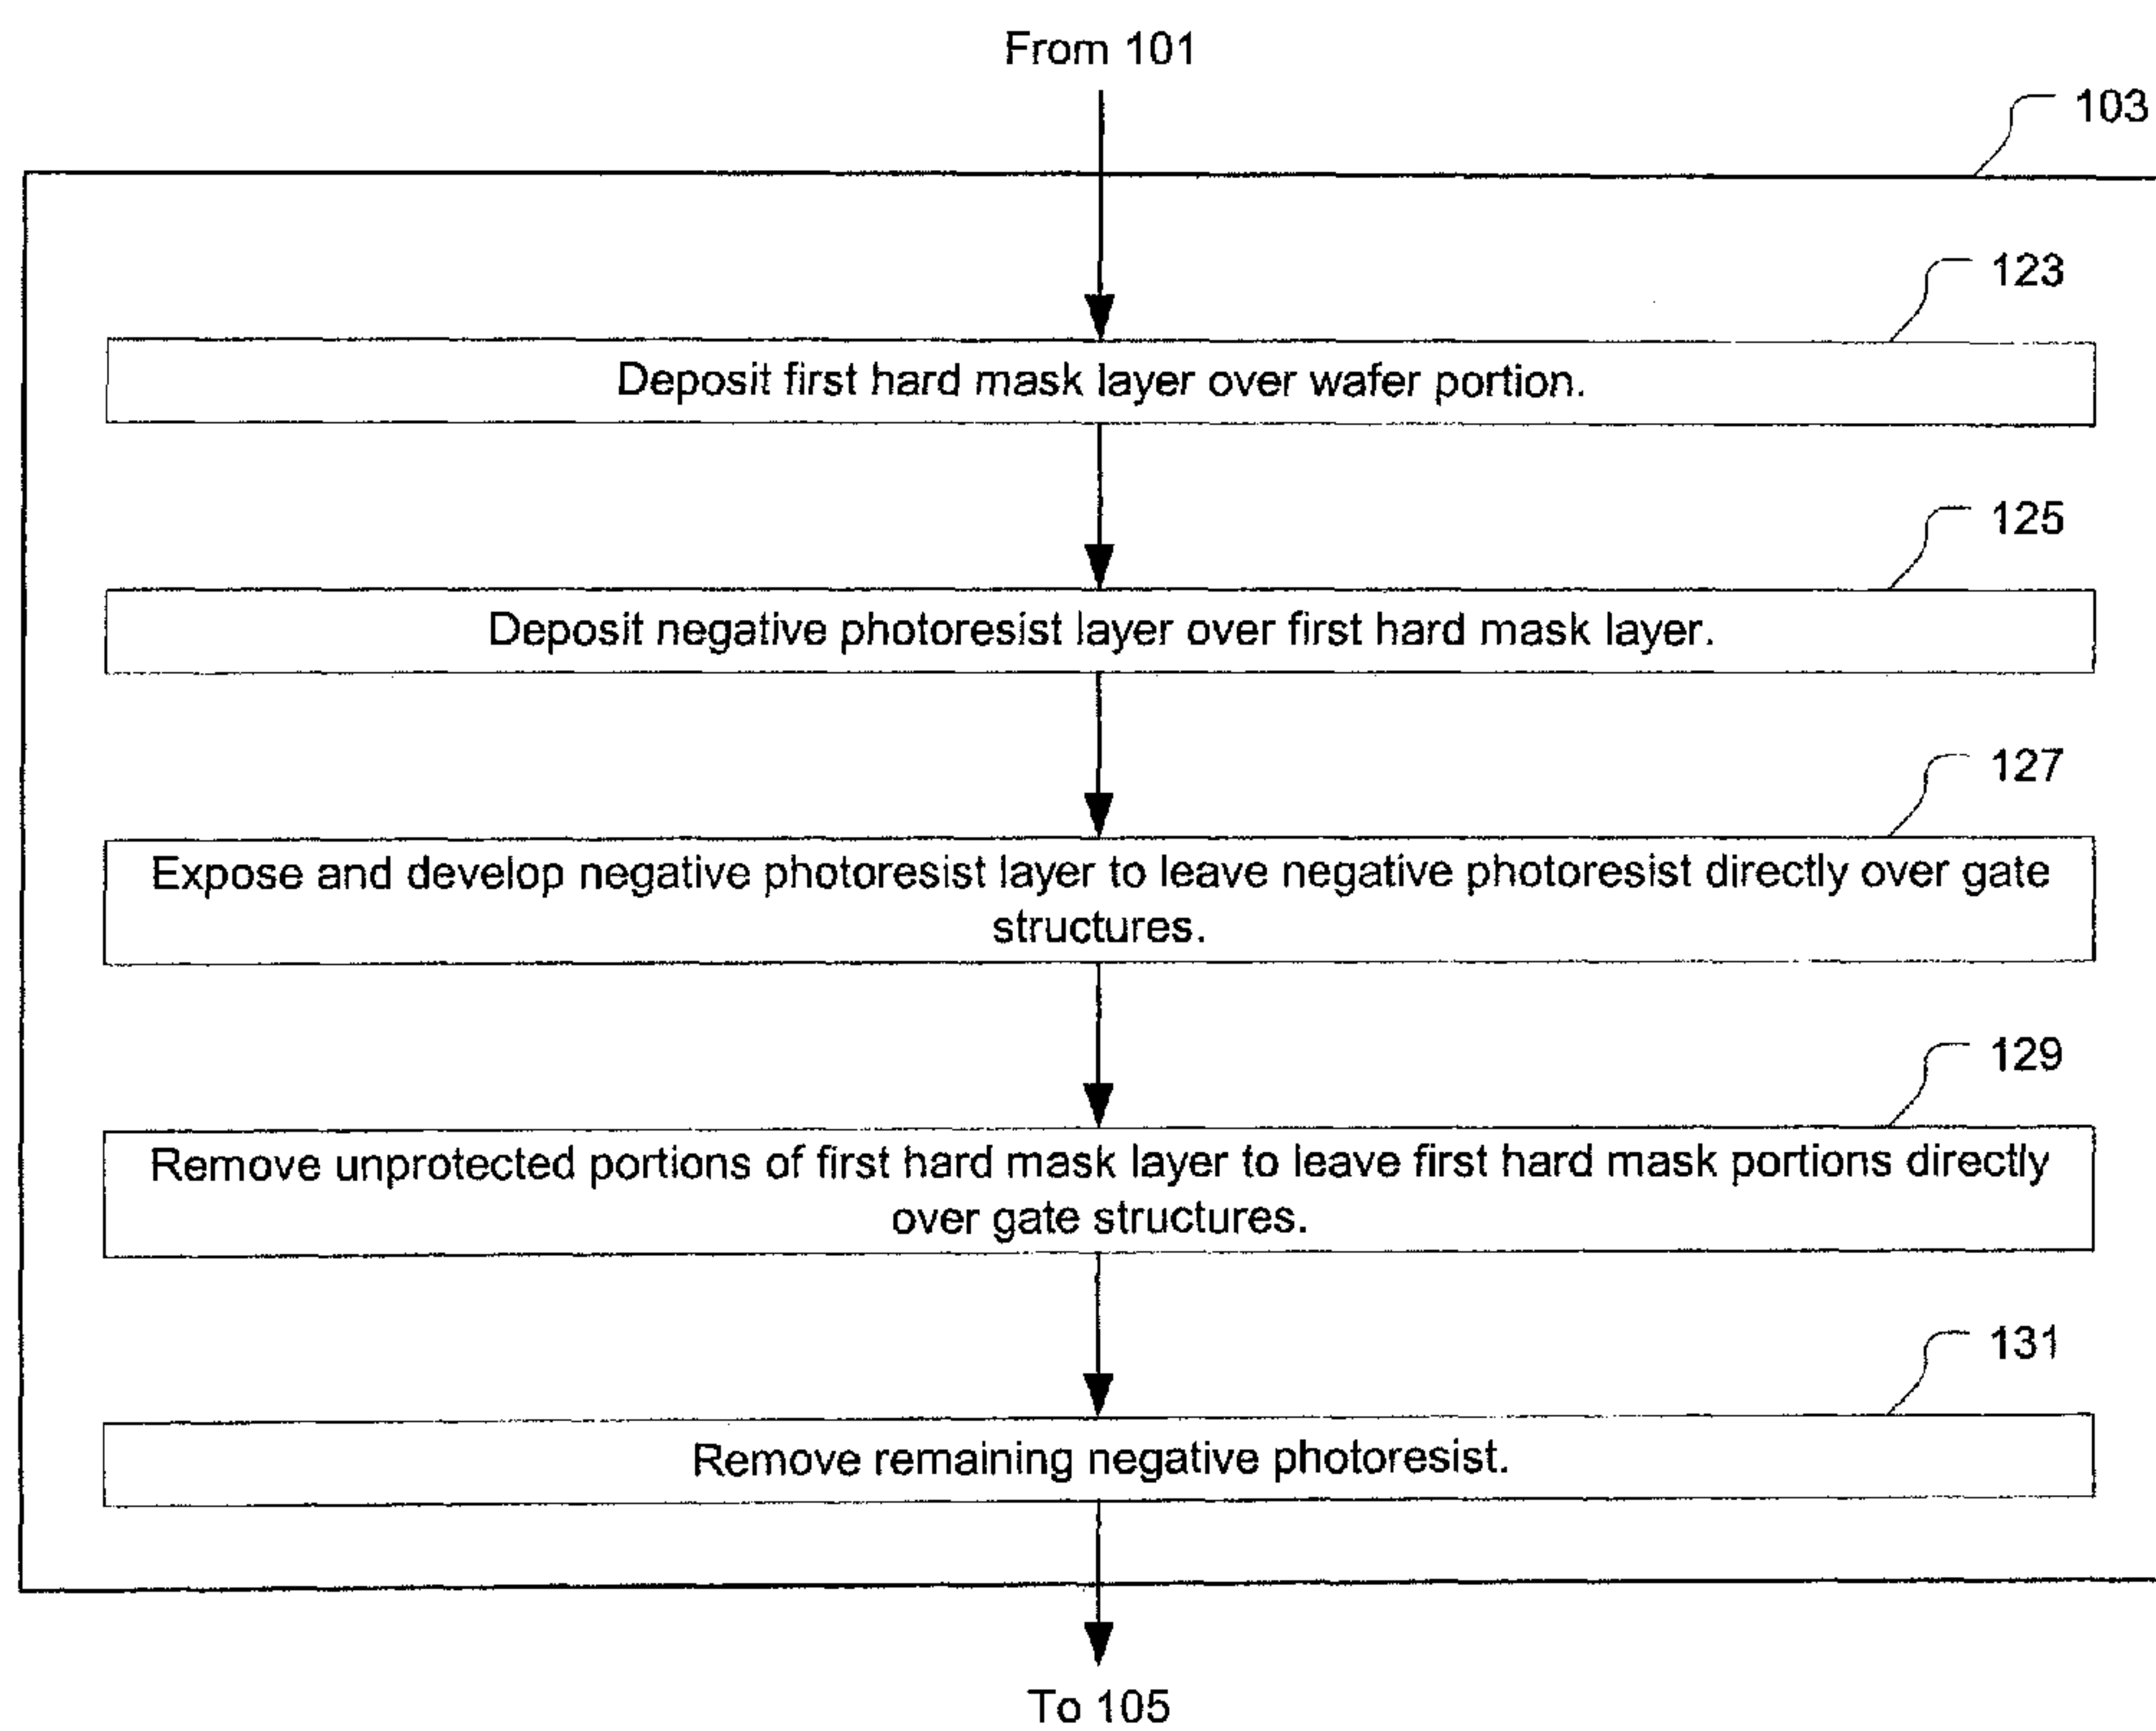 From 101
103
123
Deposit first hard mask layer over wafer portion.
125
Deposit negative photoresist layer over first hard mask layer.
127
Expose and develop negative photoresist layer to leave negative photoresist directly over gate
structures.
129
Remove unprotected portions of first hard mask layer to leave first hard mask portions directly
over gate structures.
131
Remove remaining negative photoresist.
To 105